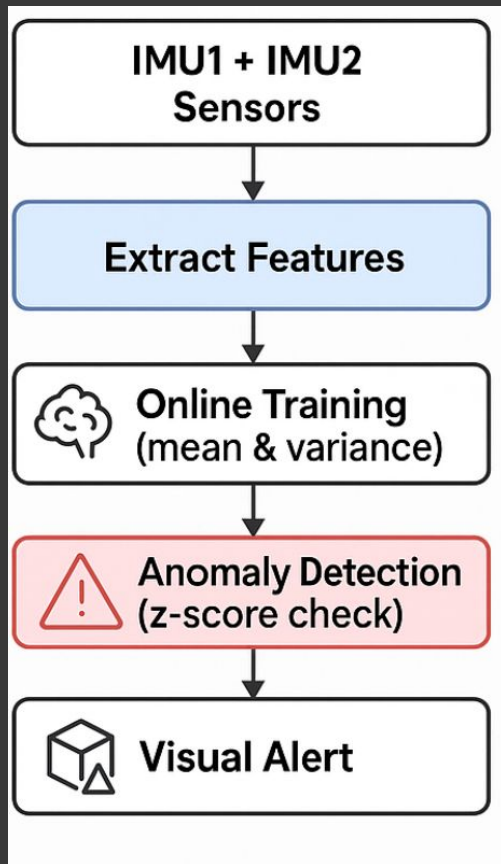 IMU1 + IMU2
Sensors
Extract Features
Online Training
(mean & variance)
Anomaly Detection
(z-score check)
Visual Alert